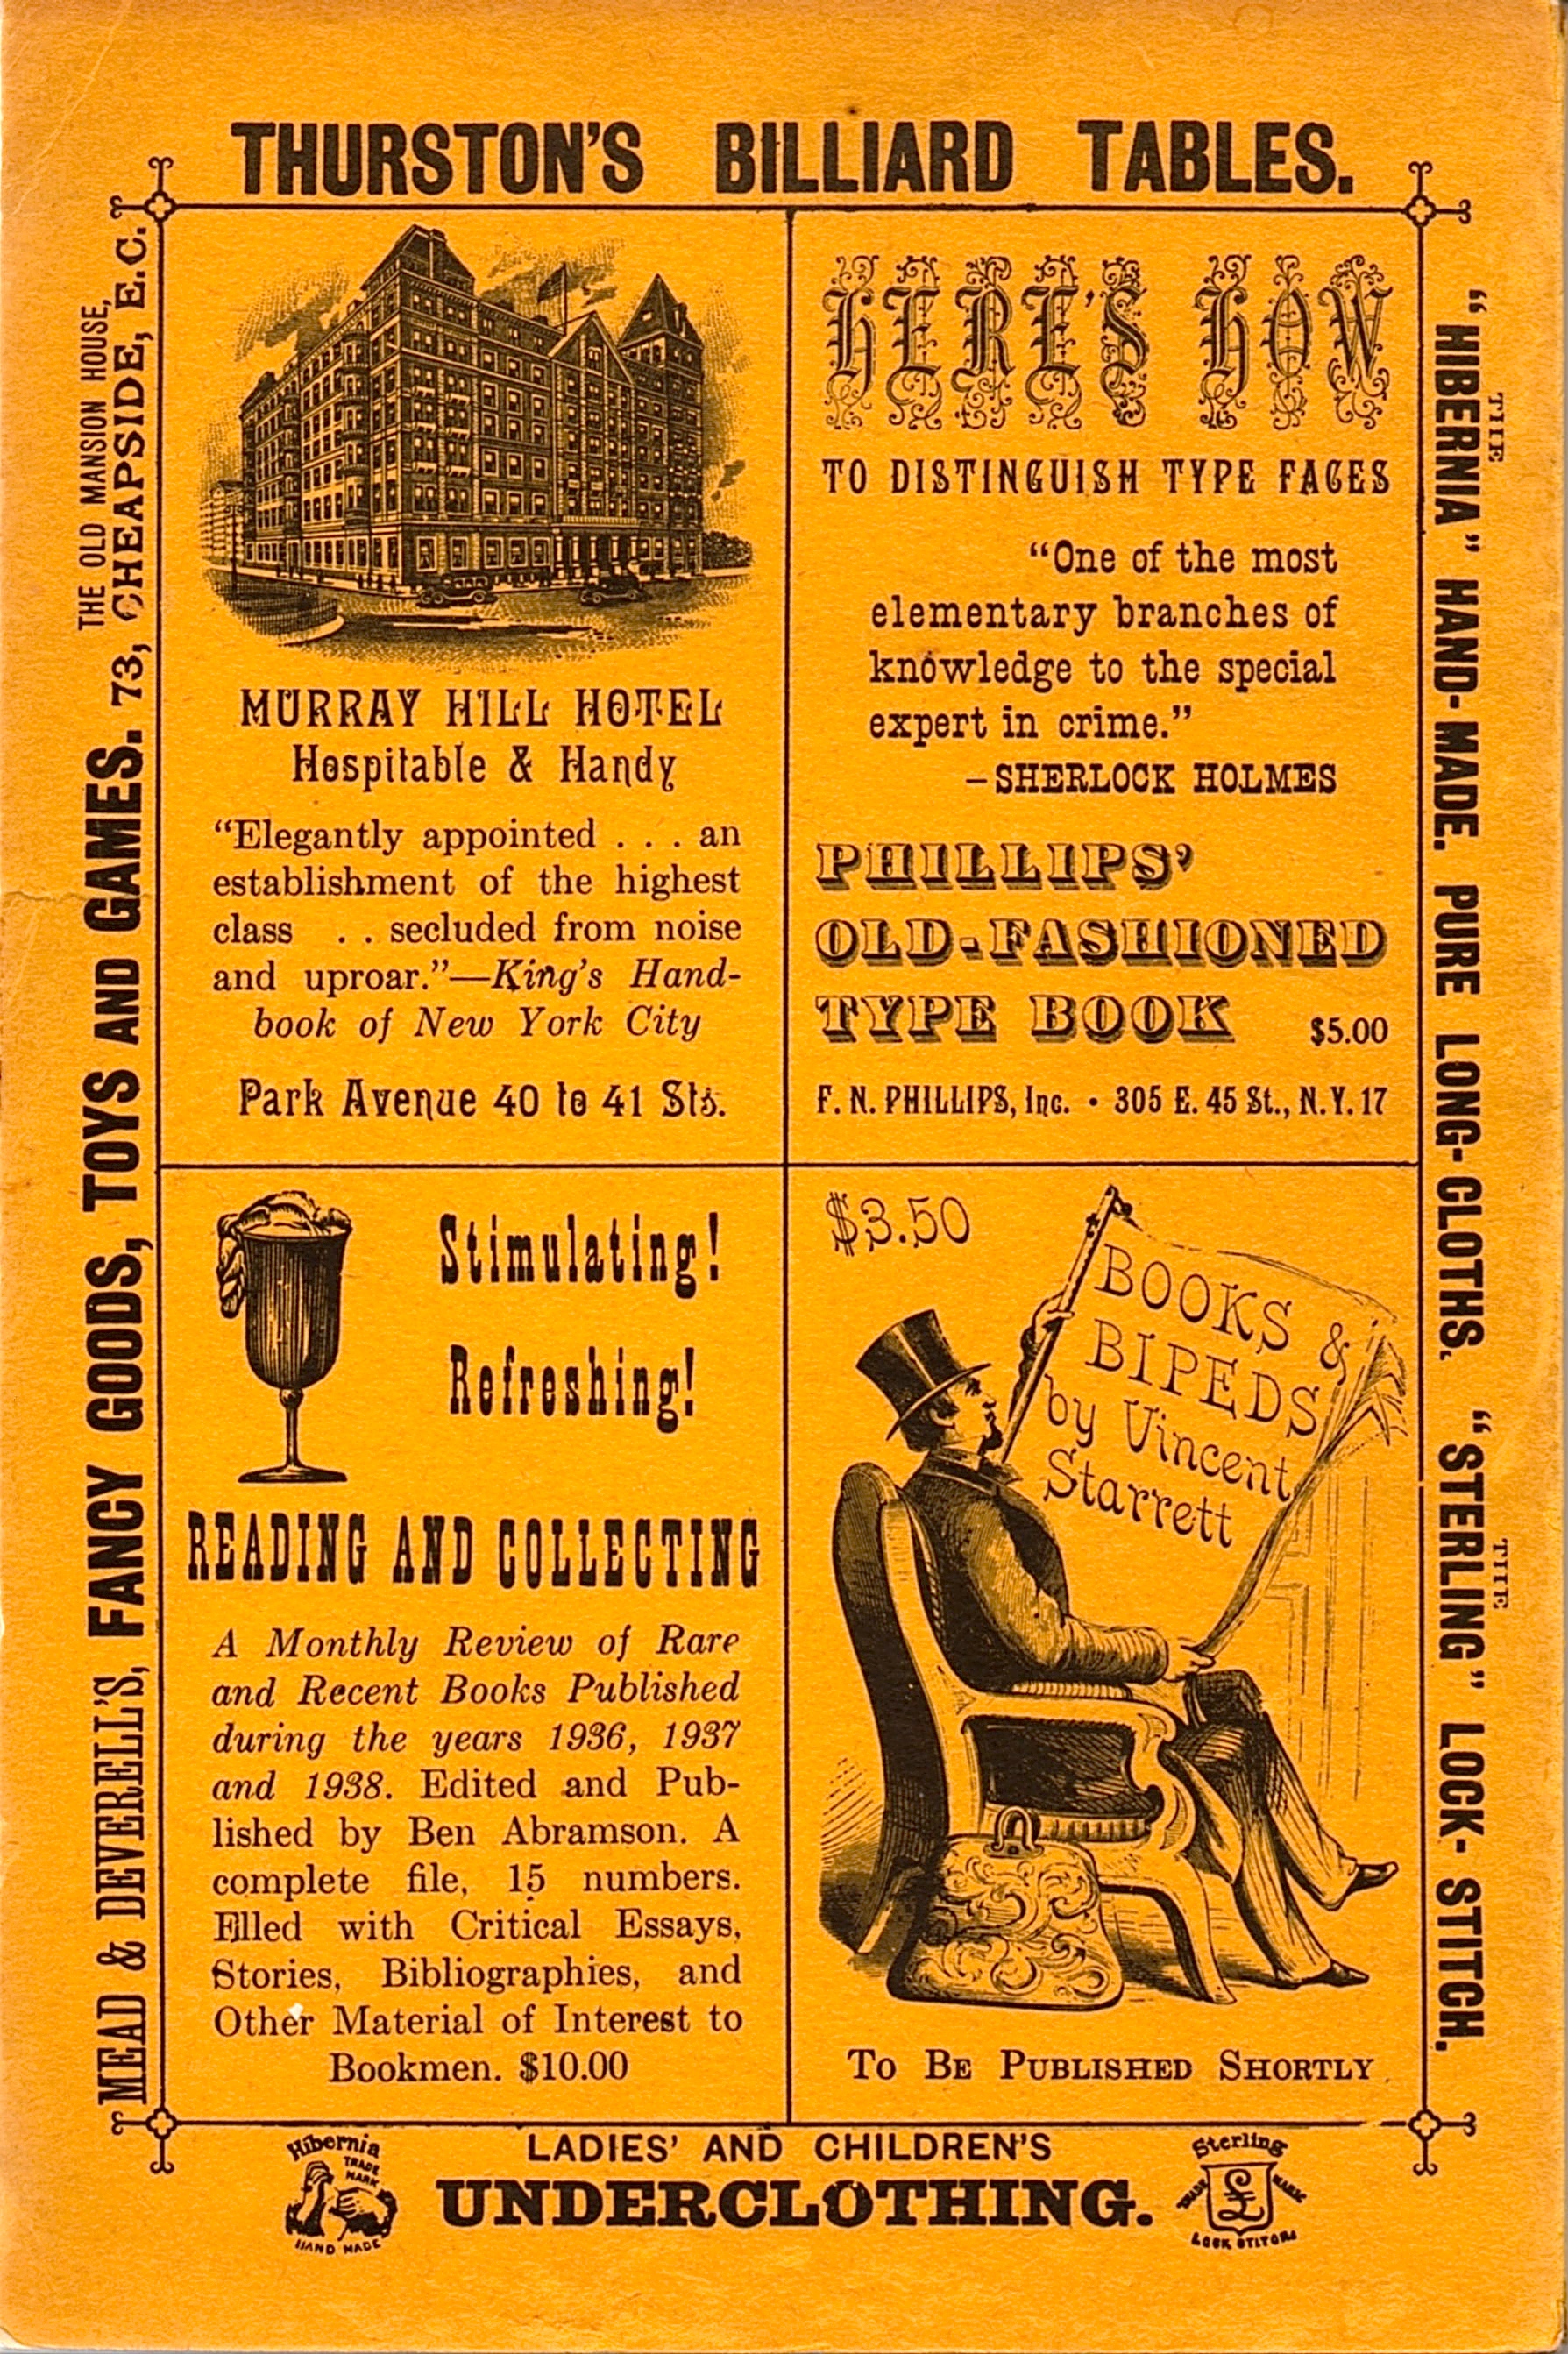 THURSTON'S BILLIARD TABLES.
THE OLD MANSION HOUSE,
MEAD & DEVERELL'S, FANCY GOODS, TOYS AND GAMES. 73, CHEAPSIDE, E.C.
MURRAY HILL HOTEL
Hospitable & Handy
“Elegantly appointed . . . an
establishment of the highest
class . . secluded from noise
and uproar.”—King's Hand-
book of New York City
Park Avenue 40 to 41 Sts.
HERE'S HOW
TO DISTINGUISH TYPE FACES
“One of the most
elementary branches of
knowledge to the special
expert in crime.”
– SHERLOCK HOLMES
PHILLIPS'
OLD-FASHIONED
TYPE BOOK $5.00
F. N. PHILLIPS, Inc. • 305 E. 45 St., N.Y. 17
Stimulating!
Refreshing!
READING AND COLLECTING
A Monthly Review of Rare
and Recent Books Published
during the years 1936, 1937
and 1938. Edited and Pub-
lished by Ben Abramson. A
complete file, 15 numbers.
Filled with Critical Essays,
Stories, Bibliographies, and
Other Material of Interest to
Bookmen. $10.00
$3.50
BOOKS &
BIPEDS
by Vincent
Starrett
TO BE PUBLISHED SHORTLY
THE “HIBERNIA” HAND-MADE. PURE LONG-CLOTHS. THE “STERLING” LOCK-STITCH.
Hibernia
TRADE
MARK
HAND MADE
LADIES' AND CHILDREN'S
UNDERCLOTHING.
Sterling
TRADE MARK
£
LOCK STITCH